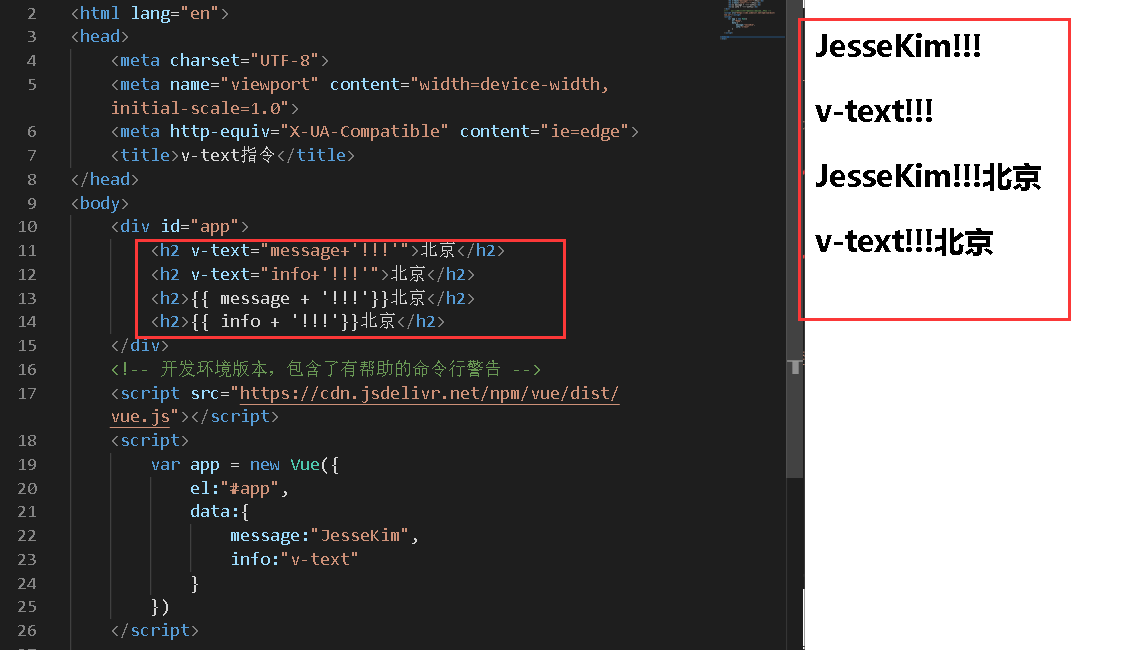 2 <html lang="en">
3 <head>
4 <meta charset="UTF-8">
5 <meta name="viewport" content="width=device-width,
initial-scale=1.0">
6 <meta http-equiv="X-UA-Compatible" content="ie=edge">
7 <title>v-text指令</title>
8 </head>
9 <body>
10 <div id="app">
11 <h2 v-text="message+'!!!'">北京</h2>
12 <h2 v-text="info+'!!!'">北京</h2>
13 <h2>{{ message + '!!!'}}北京</h2>
14 <h2>{{ info + '!!!'}}北京</h2>
15 </div>
16 <!-- 开发环境版本，包含了有帮助的命令行警告 -->
17 <script src="https://cdn.jsdelivr.net/npm/vue/dist/
vue.js"></script>
18 <script>
19 var app = new Vue({
20 el:"#app",
21 data:{
22 message:"JesseKim",
23 info:"v-text"
24 }
25 })
26 </script>
JesseKim!!!
v-text!!!
JesseKim!!!北京
v-text!!!北京